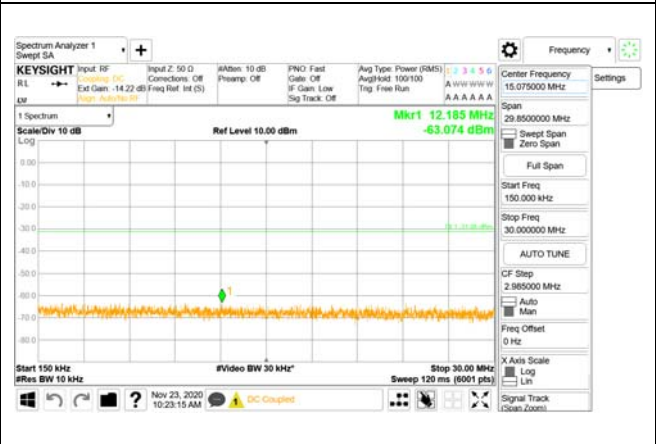 Spectrum Analyzer 1
Swept SA
Frequency
KEYSIGHT
RL
Input: RF
Coupling: DC
Ext Gain: -14.22 dB
Align: Auto/No RF
Input Z: 50 Ω
Corrections: Off
Freq Ref: Int (S)
#Atten: 10 dB
Preamp: Off
PNO: Fast
Gate: Off
IF Gain: Low
Sig Track: Off
Avg Type: Power (RMS)
Avg|Hold: 100/100
Trig: Free Run
1 2 3 4 5 6
A W W W W W
A A A A A A
1 Spectrum
Scale/Div 10 dB
Log
Ref Level 10.00 dBm
Mkr1 12.185 MHz
-63.074 dBm
0.00
-10.0
-20.0
-30.0
-40.0
-50.0
-60.0
-70.0
-80.0
1
Start 150 kHz
#Res BW 10 kHz
#Video BW 30 kHz*
Stop 30.00 MHz
Sweep 120 ms (6001 pts)
Nov 23, 2020
10:23:15 AM
DC Coupled
Center Frequency
15.075000 MHz
Settings
Span
29.8500000 MHz
Swept Span
Zero Span
Full Span
Start Freq
150.000 kHz
Stop Freq
30.000000 MHz
AUTO TUNE
CF Step
2.985000 MHz
Auto
Man
Freq Offset
0 Hz
X Axis Scale
Log
Lin
Signal Track
(Span Zoom)